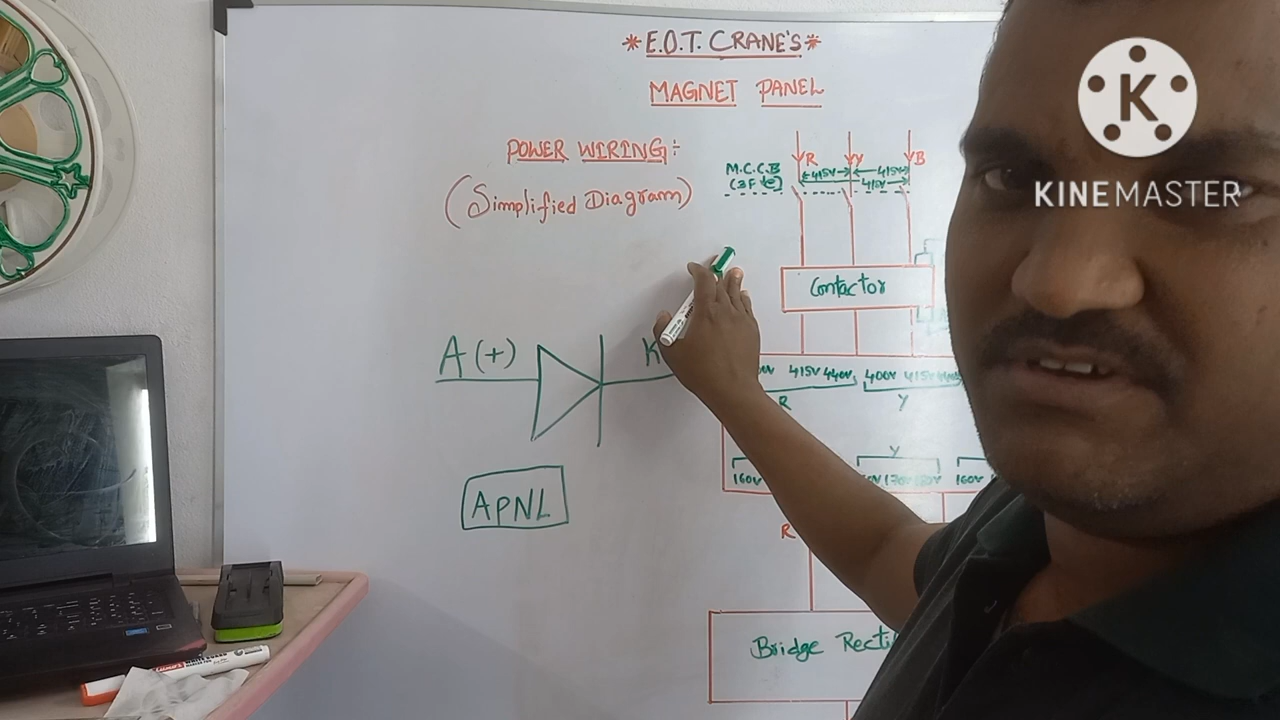 *E.O.T. CRANE'S*
MAGNET PANEL
POWER WIRING:-
(Simplified Diagram)
M.C.C.B
R Y B
415V 415V
415V
Contactor
A (+)
K
415V 440V 400V 415V
R Y
Y
160V 160V
APNL
R
Bridge
K
KINEMASTER